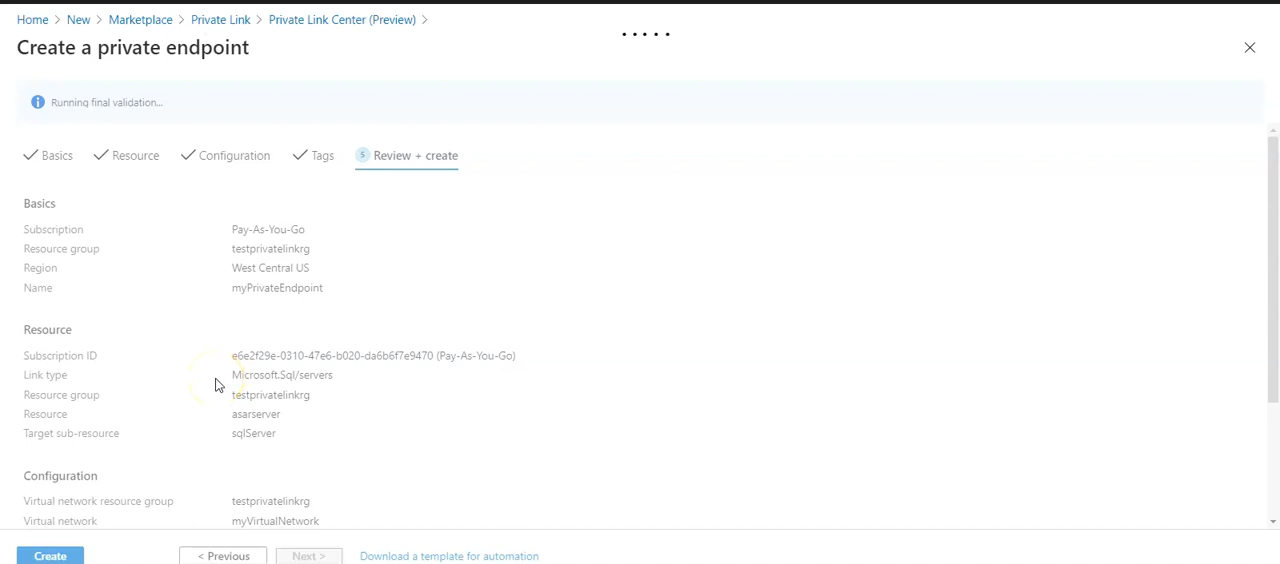 Home > New > Marketplace > Private Link > Private Link Center (Preview) >
Create a private endpoint
Running final validation...
Basics Resource Configuration Tags 5 Review + create
Basics
Subscription Pay-As-You-Go
Resource group testprivatelinkrg
Region West Central US
Name myPrivateEndpoint
Resource
Subscription ID e6e2f29e-0310-47e6-b020-da6b6f7e9470 (Pay-As-You-Go)
Link type Microsoft.Sql/servers
Resource group testprivatelinkrg
Resource asarserver
Target sub-resource sqlServer
Configuration
Virtual network resource group testprivatelinkrg
Virtual network myVirtualNetwork
Create < Previous Next > Download a template for automation